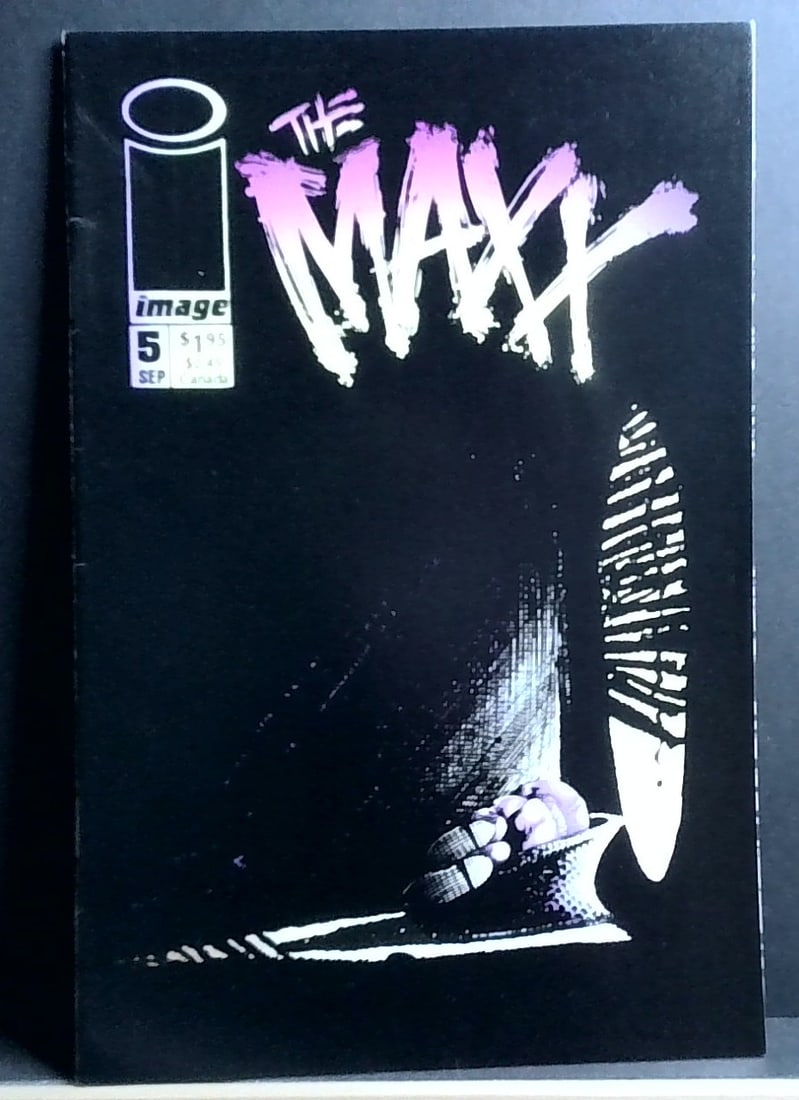 THE
MAXX
image
5 $1.95
SEP Canada